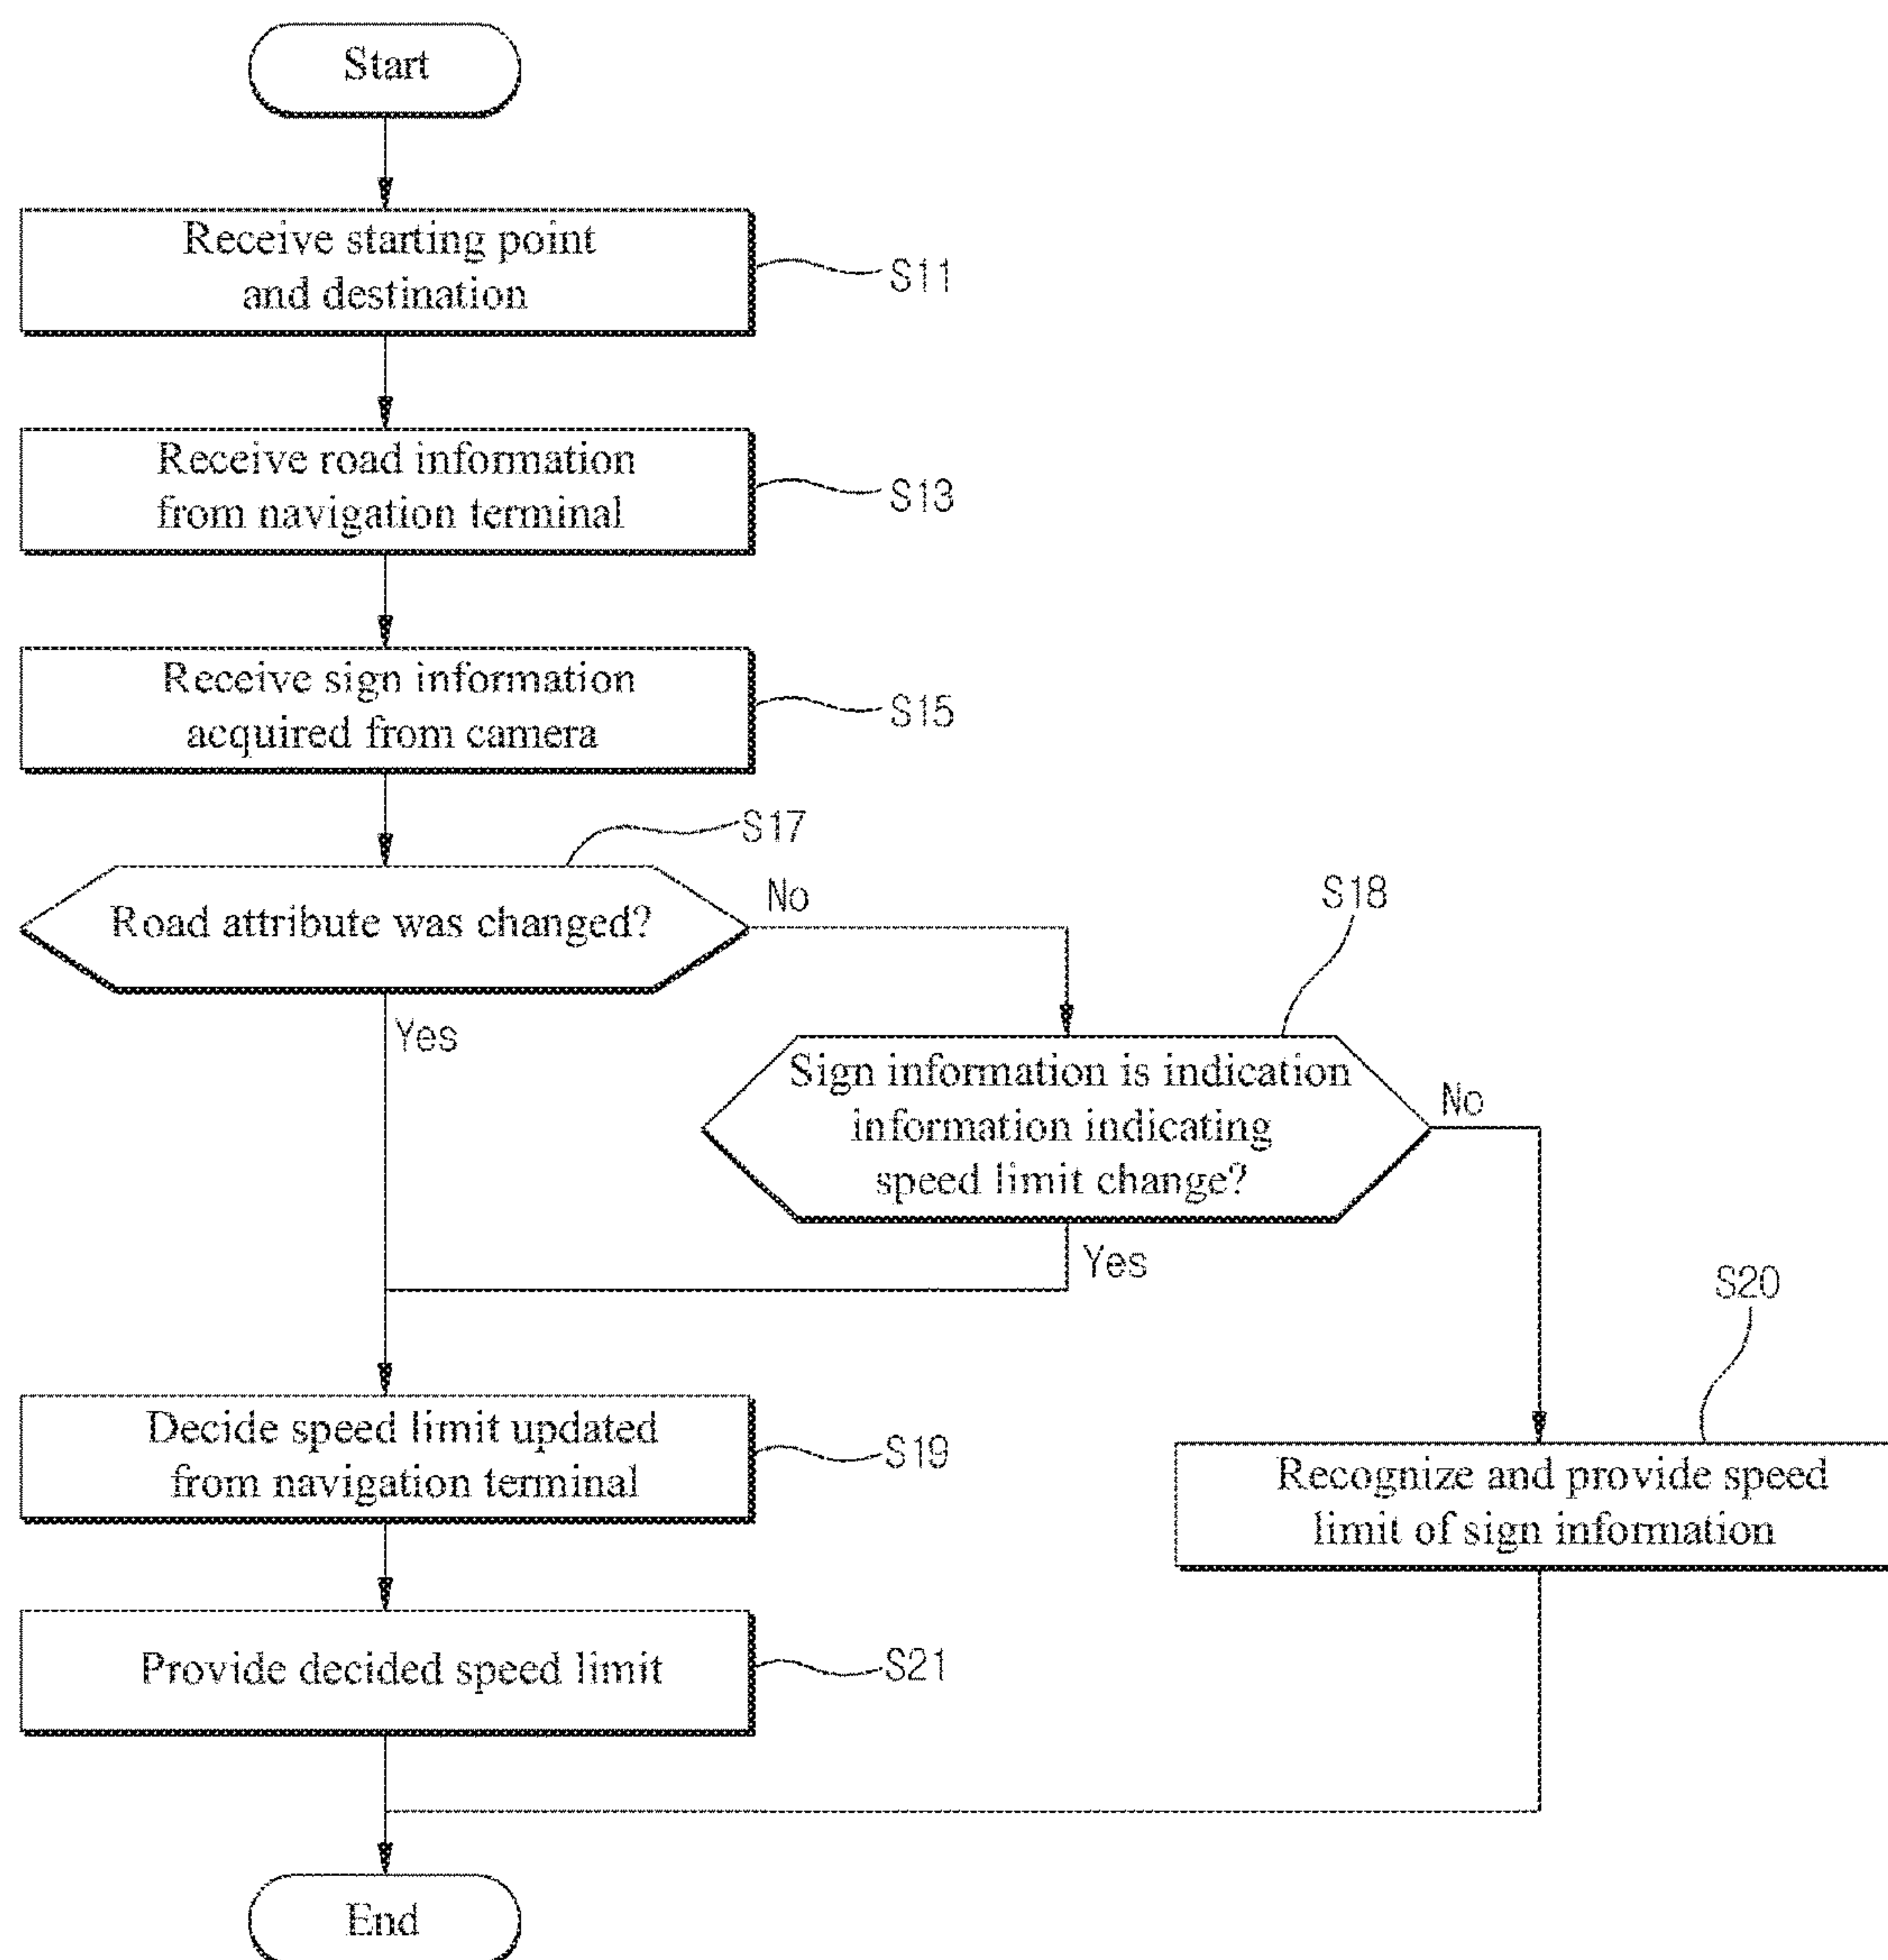 Start
Receive starting point
and destination
S11
Receive road information
from navigation terminal
S13
Receive sign information
acquired from camera
S15
S17
Road attribute was changed?
No
Yes
S18
Sign information is indication
information indicating
speed limit change?
No
Yes
S20
Decide speed limit updated
from navigation terminal
S19
Recognize and provide speed
limit of sign information
Provide decided speed limit
S21
End